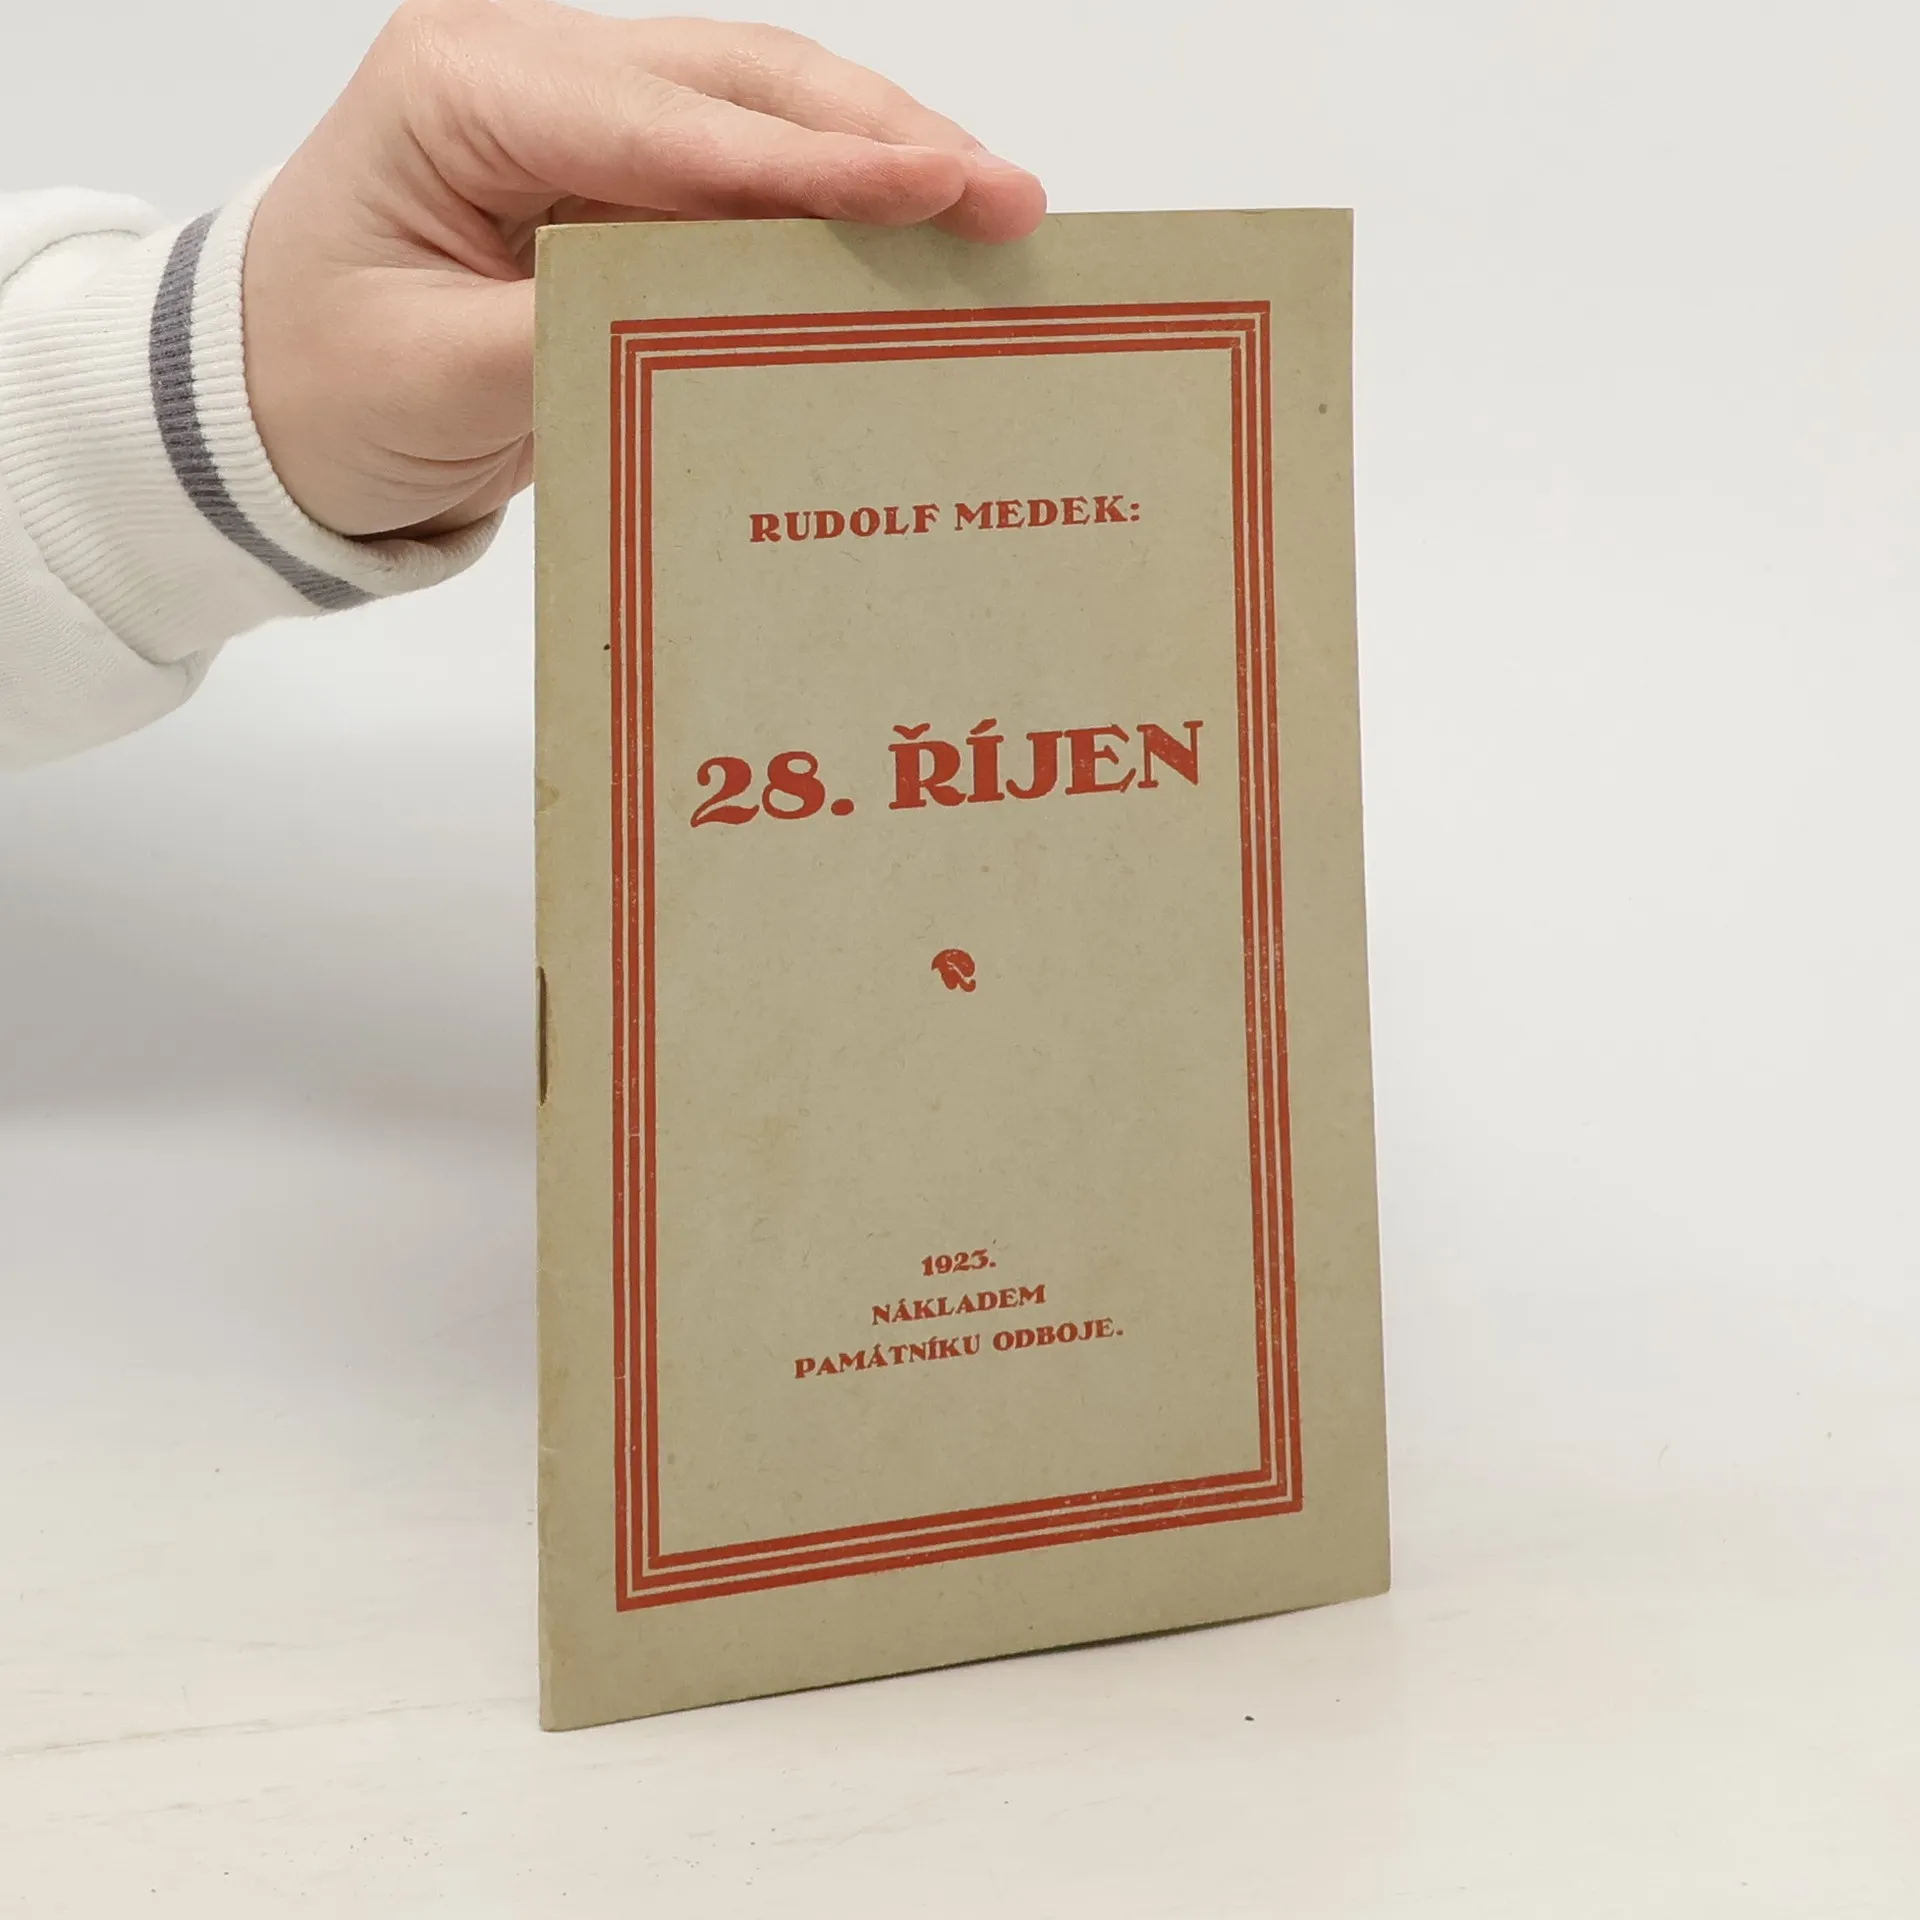 RUDOLF MEDEK:
28. ŘÍJEN
1923.
NÁKLADEM
PAMÁTNÍKU ODBOJE.